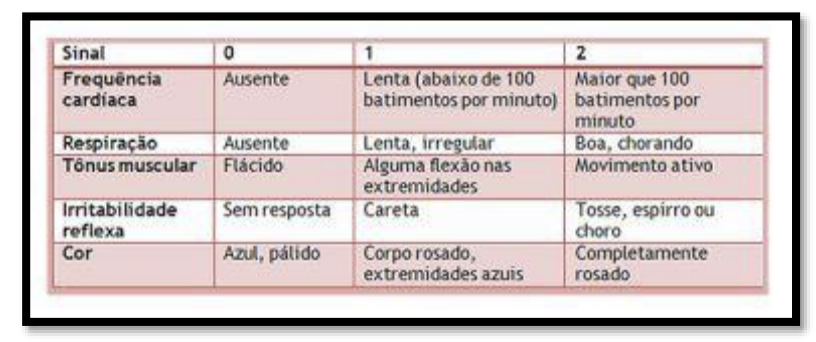 Sinal 0 1 2
Frequência cardíaca Ausente Lenta (abaixo de 100 batimentos por minuto) Maior que 100 batimentos por minuto
Respiração Ausente Lenta, irregular Boa, chorando
Tônus muscular Flácido Alguma flexão nas extremidades Movimento ativo
Irritabilidade reflexa Sem resposta Careta Tosse, espirro ou choro
Cor Azul, pálido Corpo rosado, extremidades azuis Completamente rosado